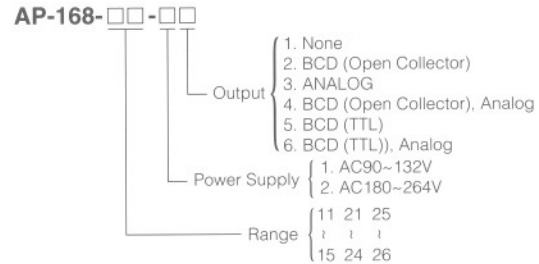 AP-168-□□-□□
1. None
2. BCD (Open Collector)
3. ANALOG
Output
4. BCD (Open Collector), Analog
5. BCD (TTL)
6. BCD (TTL)), Analog
Power Supply
1. AC90~132V
2. AC180~264V
Range
11 21 25
≀ ≀ ≀
15 24 26